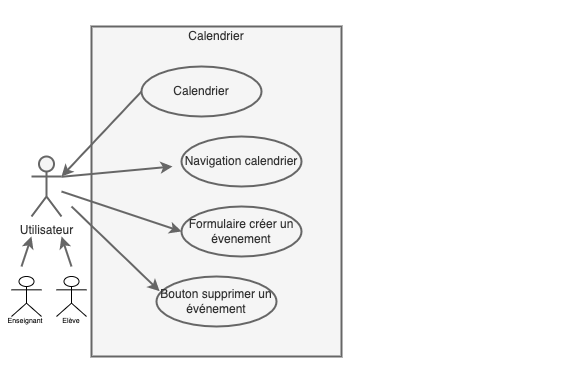 Calendrier
Calendrier
Navigation calendrier
Utilisateur
Formulaire créer un
évenement
Bouton supprimer un
événement
Enseignant
Elève